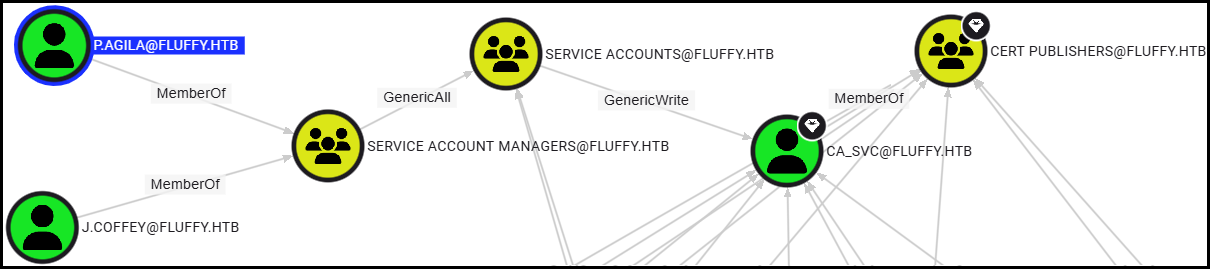 P.AGILA@FLUFFY.HTB
SERVICE ACCOUNTS@FLUFFY.HTB
CERT PUBLISHERS@FLUFFY.HTB
MemberOf
GenericAll
GenericWrite
MemberOf
SERVICE ACCOUNT MANAGERS@FLUFFY.HTB
CA_SVC@FLUFFY.HTB
MemberOf
J.COFFEY@FLUFFY.HTB